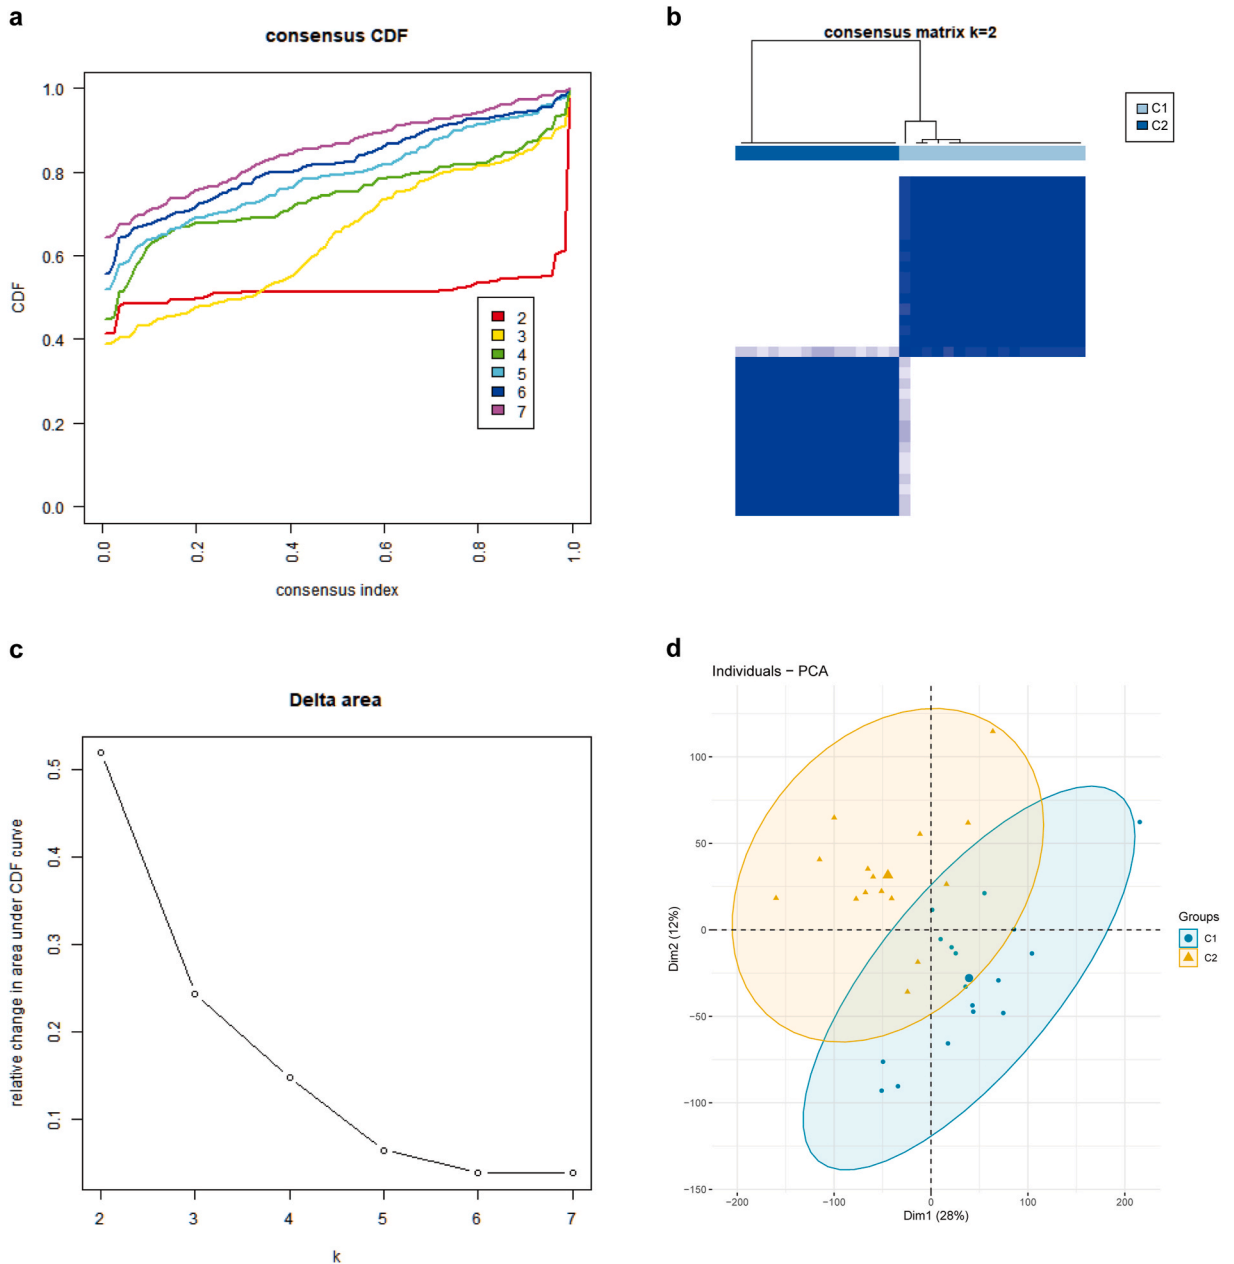 a
consensus CDF
CDF
1.0
0.8
0.6
0.4
0.2
0.0
2
3
4
5
6
7
0.0 0.2 0.4 0.6 0.8 1.0
consensus index
b
consensus matrix k=2
C1
C2
c
Delta area
relative change in area under CDF curve
0.5
0.4
0.3
0.2
0.1
2 3 4 5 6 7
k
d
Individuals − PCA
Dim2 (12%)
100
50
0
−50
−100
−150
−200 −100 0 100 200
Dim1 (28%)
Groups
C1
C2